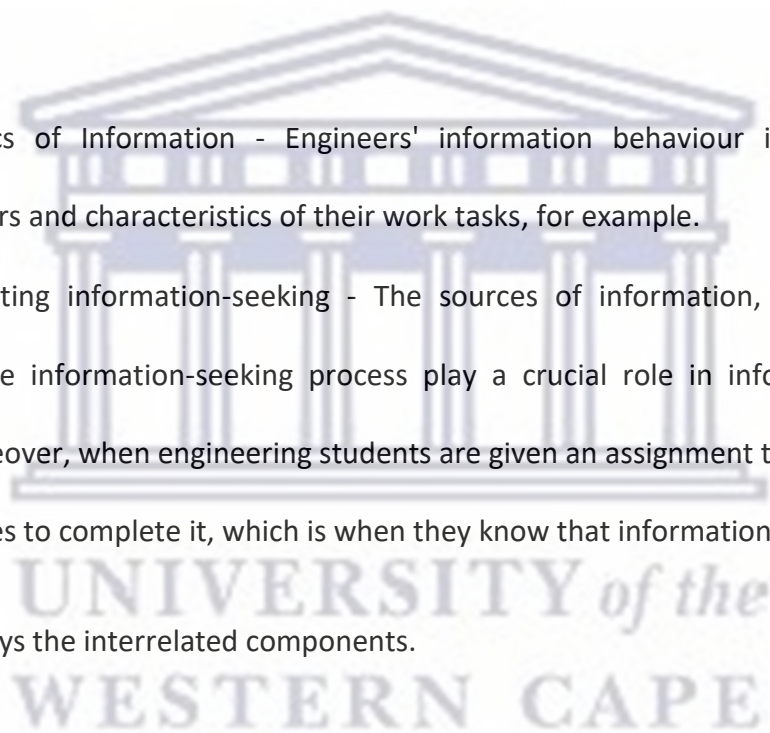 cs of Information - Engineers' information behaviour i
rs and characteristics of their work tasks, for example.
ting information-seeking - The sources of information,
e information-seeking process play a crucial role in info
eover, when engineering students are given an assignment t
es to complete it, which is when they know that information
UNIVERSITY of the
ys the interrelated components.
WESTERN CAPE